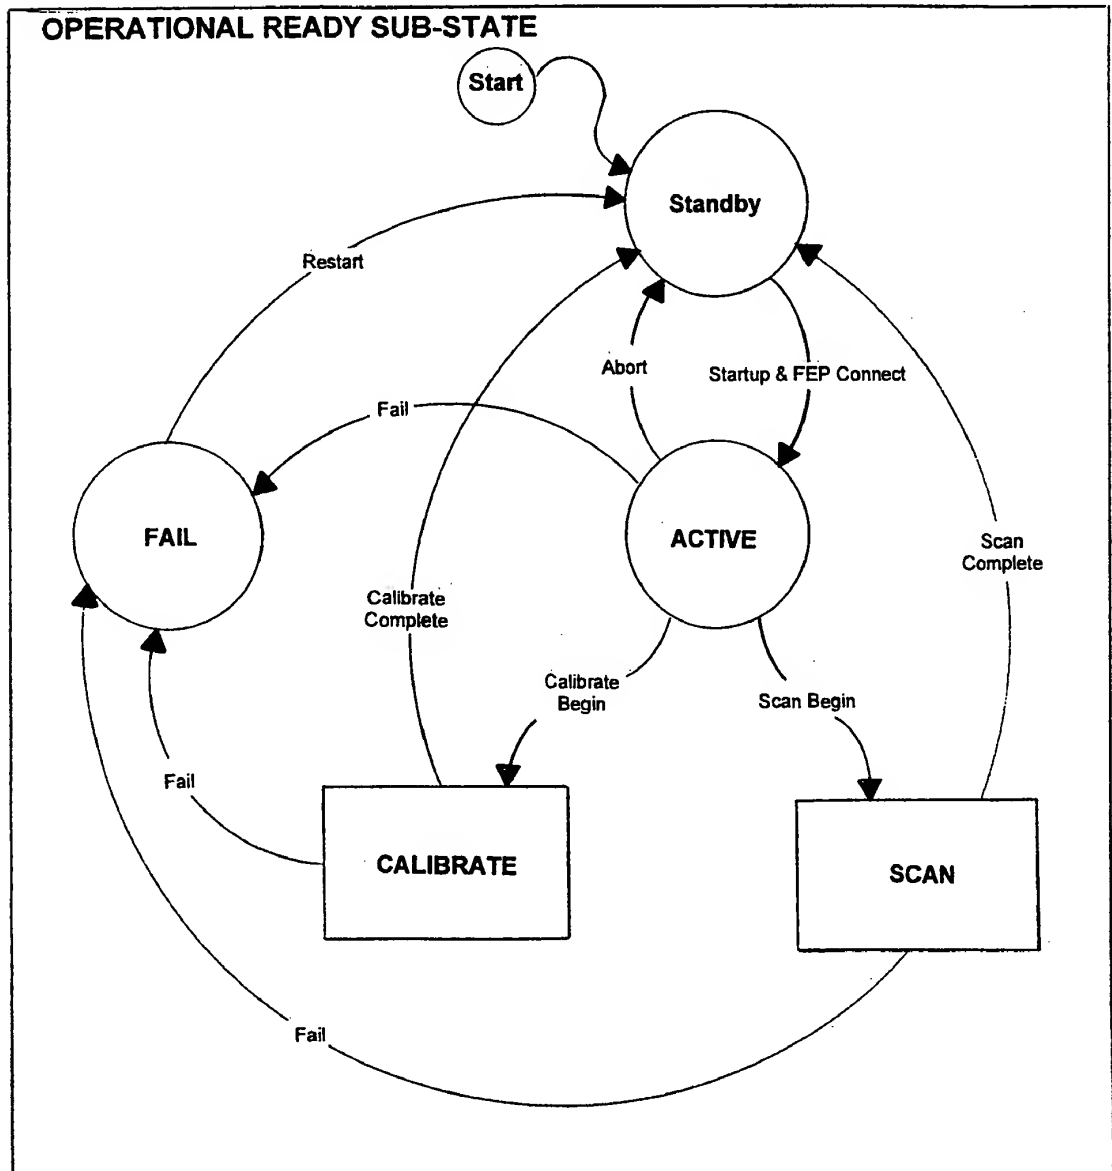 OPERATIONAL READY SUB-STATE
Start
Standby
Restart
Abort
Startup & FEP Connect
Fail
FAIL
ACTIVE
Scan
Complete
Calibrate
Complete
Calibrate
Begin
Scan Begin
Fail
CALIBRATE
SCAN
Fail